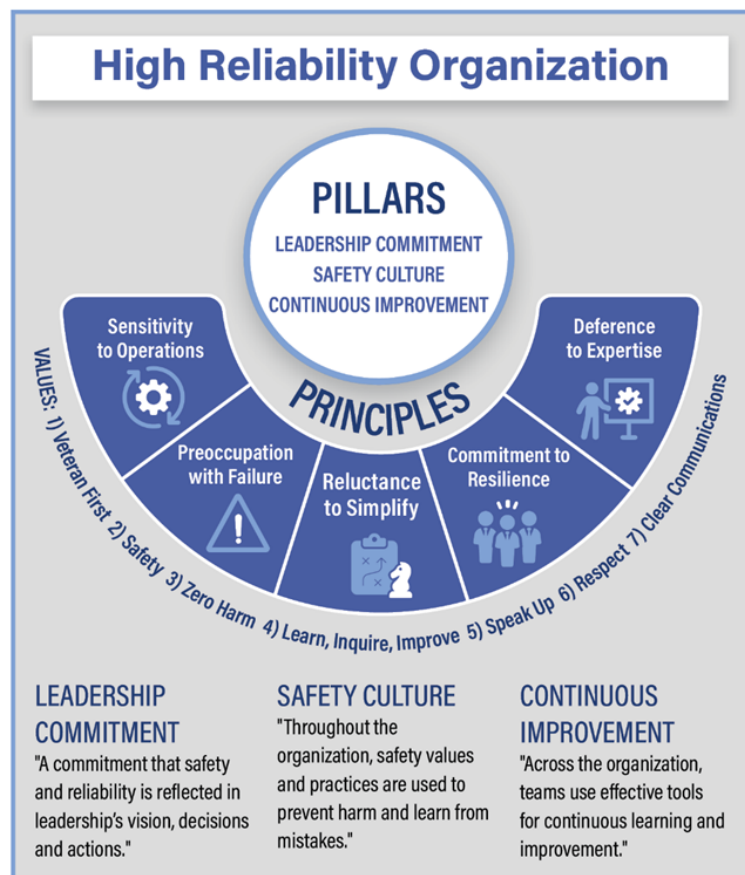 High Reliability Organization
PILLARS
LEADERSHIP COMMITMENT
SAFETY CULTURE
CONTINUOUS IMPROVEMENT
PRINCIPLES
Sensitivity
to Operations
Preoccupation
with Failure
Reluctance
to Simplify
Commitment to
Resilience
Deference
to Expertise
VALUES: 1) Veteran First 2) Safety 3) Zero Harm 4) Learn, Inquire, Improve 5) Speak Up 6) Respect 7) Clear Communications
LEADERSHIP
COMMITMENT
"A commitment that safety
and reliability is reflected in
leadership's vision, decisions
and actions."
SAFETY CULTURE
"Throughout the
organization, safety values
and practices are used to
prevent harm and learn from
mistakes."
CONTINUOUS
IMPROVEMENT
"Across the organization,
teams use effective tools
for continuous learning and
improvement."